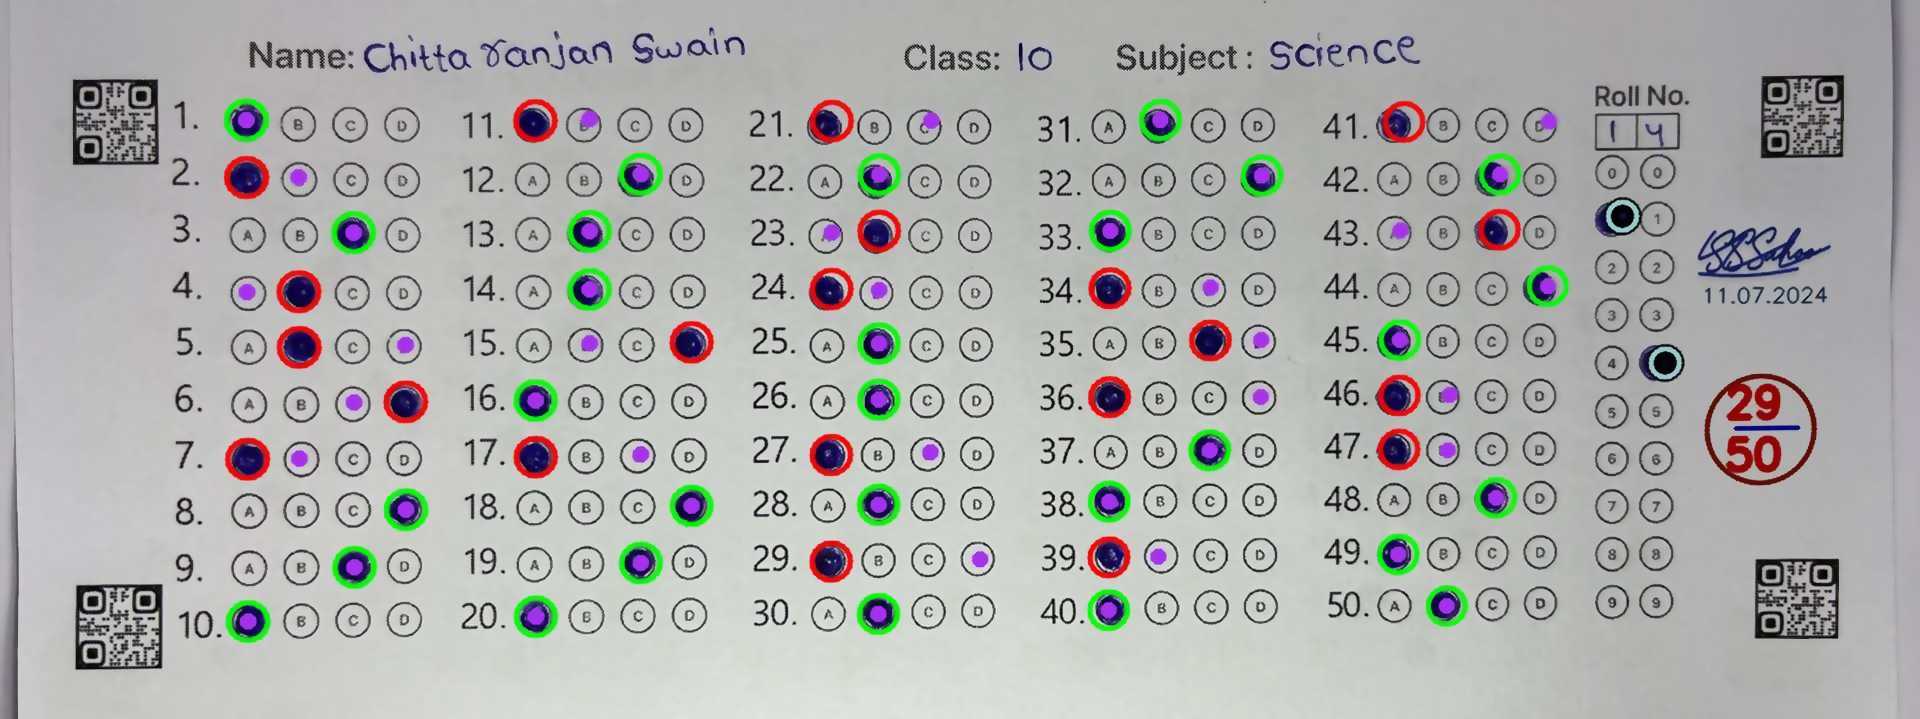 Name: Chitta ranjan Swain Class: 10 Subject: Science
1. B C D 11. C D 21. B D 31. A C D 41. B C
2. C D 12. A B D 22. A C D 32. A B C 42. A B D
3. A B D 13. A C D 23. C D 33. B C D 43. B D
4. C D 14. A C D 24. C D 34. B D 44. A B C
5. A C 15. A C 25. A C D 35. A B 45. B C D
6. A B 16. B C D 26. A C D 36. B C 46. C D
7. C D 17. B D 27. B D 37. A B D 47. C D
8. A B C 18. A B C 28. A C D 38. B C D 48. A B D
9. A B D 19. A B D 29. B C 39. C D 49. B C D
10. B C D 20. B C D 30. A C D 40. B C D 50. A C D
Roll No.
1 4
0 0
1
2 2
3 3
4
5 5
6 6
7 7
8 8
9 9
11.07.2024
29
50